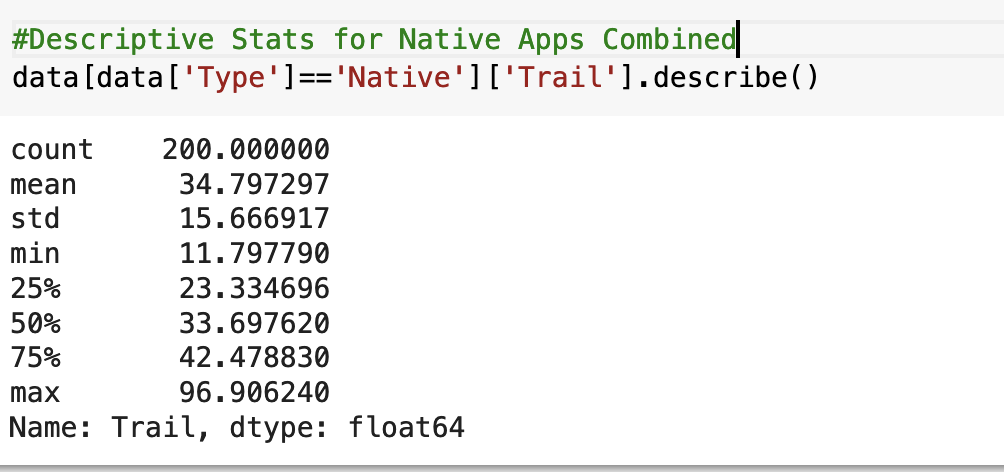 #Descriptive Stats for Native Apps Combined
data[data['Type']=='Native']['Trail'].describe()
count    200.000000
mean      34.797297
std       15.666917
min       11.797790
25%       23.334696
50%       33.697620
75%       42.478830
max       96.906240
Name: Trail, dtype: float64